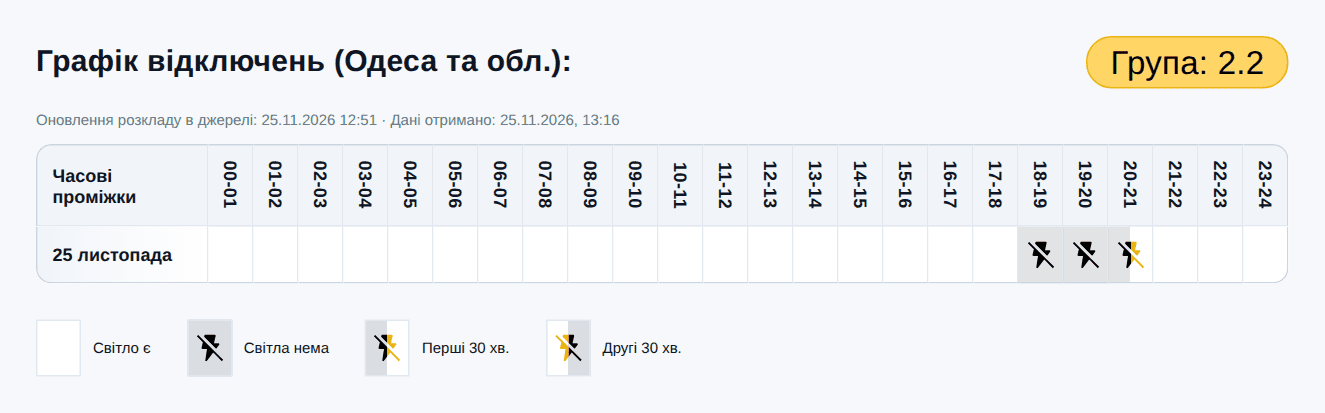 Графік відключень (Одеса та обл.):
Група: 2.2
Оновлення розкладу в джерелі: 25.11.2026 12:51 · Дані отримано: 25.11.2026, 13:16
Часові
проміжки
00-01
01-02
02-03
03-04
04-05
05-06
06-07
07-08
08-09
09-10
10-11
11-12
12-13
13-14
14-15
15-16
16-17
17-18
18-19
19-20
20-21
21-22
22-23
23-24
25 листопада
Світло є
Світла нема
Перші 30 хв.
Другі 30 хв.